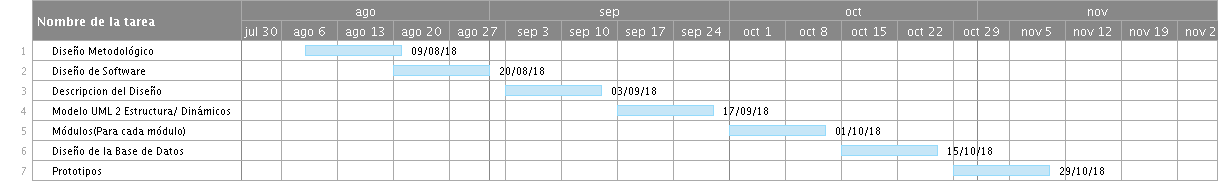 Nombre de la tarea
ago sep oct nov
jul 30 ago 6 ago 13 ago 20 ago 27 sep 3 sep 10 sep 17 sep 24 oct 1 oct 8 oct 15 oct 22 oct 29 nov 5 nov 12 nov 19 nov 2
1 Diseño Metodológico 09/08/18
2 Diseño de Software 20/08/18
3 Descripcion del Diseño 03/09/18
4 Modelo UML 2 Estructura/ Dinámicos 17/09/18
5 Módulos(Para cada módulo) 01/10/18
6 Diseño de la Base de Datos 15/10/18
7 Prototipos 29/10/18